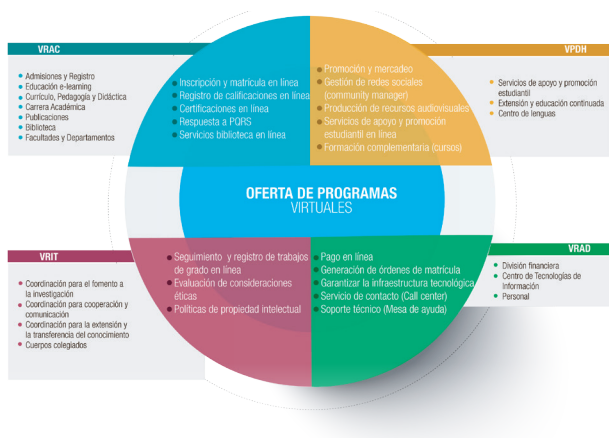 VRAC
Admisiones y Registro
Educación e-learning
Currículo, Pedagogía y Didáctica
Carrera Académica
Publicaciones
Biblioteca
Facultades y Departamentos
Inscripción y matrícula en línea
Registro de calificaciones en línea
Certificaciones en línea
Respuesta a PQRS
Servicios biblioteca en línea
Promoción y mercadeo
Gestión de redes sociales
(community manager)
Producción de recursos audiovisuales
Servicios de apoyo y promoción
estudiantil en línea
Formación complementaria (cursos)
VPDH
Servicios de apoyo y promoción
estudiantil
Extensión y educación continuada
Centro de lenguas
OFERTA DE PROGRAMAS
VIRTUALES
VRIT
Coordinación para el fomento a
la investigación
Coordinación para cooperación y
comunicación
Coordinación para la extensión y
la transferencia del conocimiento
Cuerpos colegiados
Seguimiento y registro de trabajos
de grado en línea
Evaluación de consideraciones
éticas
Políticas de propiedad intelectual
Pago en línea
Generación de órdenes de matrícula
Garantizar la infraestructura tecnológica
Servicio de contacto (Call center)
Soporte técnico (Mesa de ayuda)
VRAD
División financiera
Centro de Tecnologías de
Información
Personal